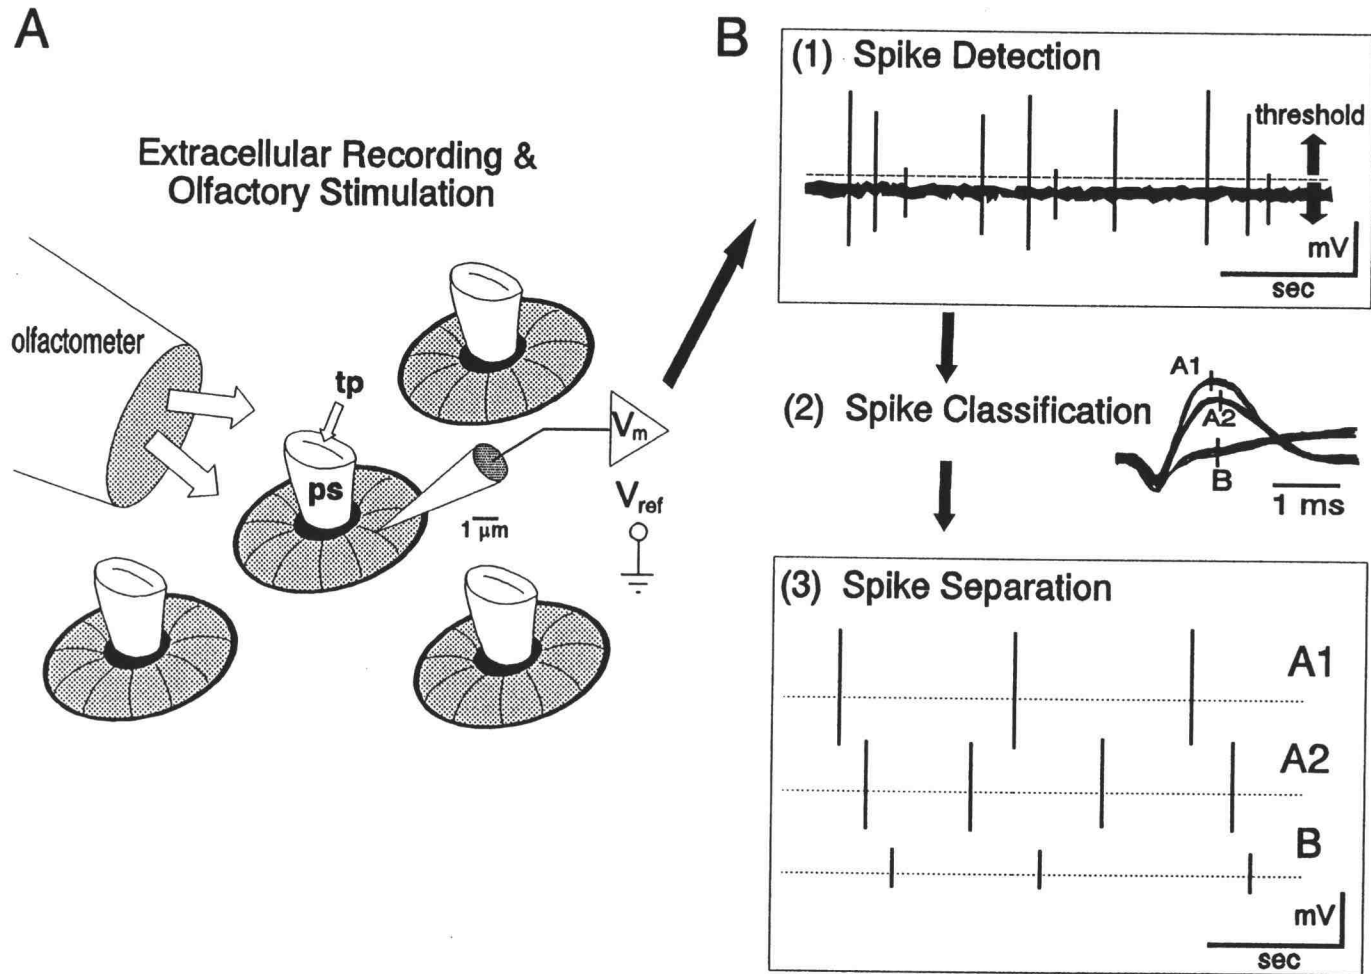 A
Extracellular Recording &
Olfactory Stimulation
olfactometer
tp
ps
1 μm
Vm
Vref
B
(1) Spike Detection
threshold
mV
sec
(2) Spike Classification
A1
A2
B
1 ms
(3) Spike Separation
A1
A2
B
mV
sec